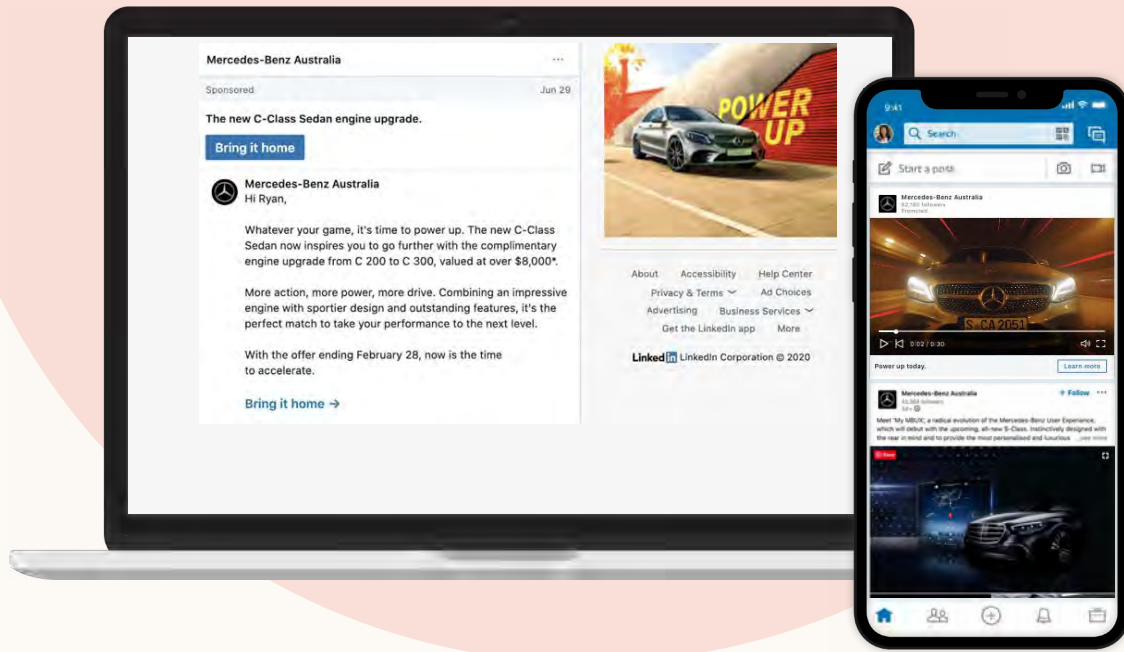 Mercedes-Benz Australia
Sponsored Jun 29
The new C-Class Sedan engine upgrade.
Bring it home
Mercedes-Benz Australia
Hi Ryan,
Whatever your game, it's time to power up. The new C-Class
Sedan now inspires you to go further with the complimentary
engine upgrade from C 200 to C 300, valued at over $8,000*.
More action, more power, more drive. Combining an impressive
engine with sportier design and outstanding features, it's the
perfect match to take your performance to the next level.
With the offer ending February 28, now is the time
to accelerate.
Bring it home →
POWER
UP
About Accessibility Help Center
Privacy & Terms Ad Choices
Advertising Business Services
Get the LinkedIn app More
Linked in LinkedIn Corporation © 2020
9:41
Search
Start a post
Mercedes-Benz Australia
followers
Promoted
S·CA 2051
0:02 / 0:30
Power up today. Learn more
Mercedes-Benz Australia + Follow
followers
Meet 'My MBUX', a radical evolution of the Mercedes-Benz User Experience,
which will debut with the upcoming, all-new S-Class. Instinctively designed with
the rear in mind and to provide the most personalised and luxurious ...see more
Save